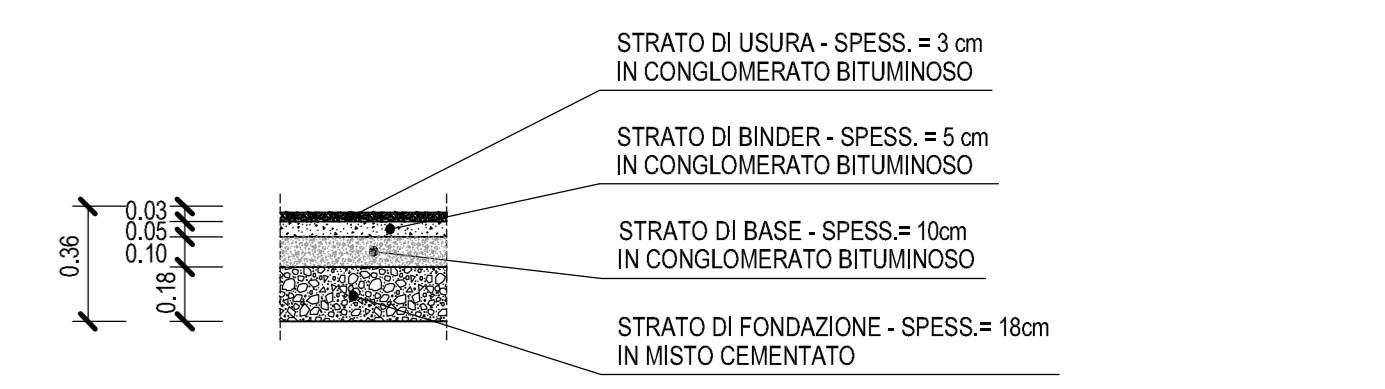 STRATO DI USURA - SPESS. = 3 cm
IN CONGLOMERATO BITUMINOSO
STRATO DI BINDER - SPESS. = 5 cm
IN CONGLOMERATO BITUMINOSO
0.03
0.05
0.10
0.18
0.36
STRATO DI BASE - SPESS.= 10cm
IN CONGLOMERATO BITUMINOSO
STRATO DI FONDAZIONE - SPESS.= 18cm
IN MISTO CEMENTATO